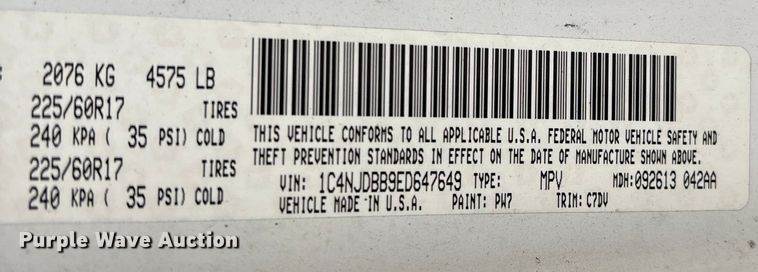 2076 KG 4575 LB
225/60R17 TIRES
240 KPA ( 35 PSI) COLD
225/60R17 TIRES
240 KPA ( 35 PSI) COLD
THIS VEHICLE CONFORMS TO ALL APPLICABLE U.S.A. FEDERAL MOTOR VEHICLE SAFETY AND
THEFT PREVENTION STANDARDS IN EFFECT ON THE DATE OF MANUFACTURE SHOWN ABOVE.
VIN: 1C4NJDBB9ED647649 TYPE: MPV MDH:092613 042AA
VEHICLE MADE IN U.S.A. PAINT: PW7 TRIM: C7DV
Purple Wave Auction